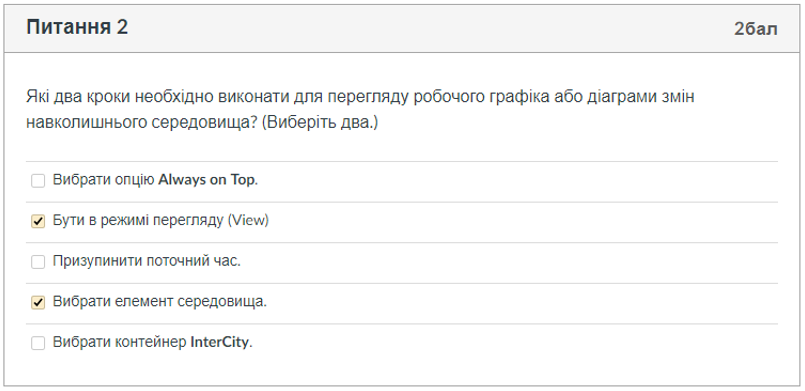 Питання 2
2бал
Які два кроки необхідно виконати для перегляду робочого графіка або діаграми змін
навколишнього середовища? (Виберіть два.)
Вибрати опцію Always on Top.
Бути в режимі перегляду (View)
Призупинити поточний час.
Вибрати елемент середовища.
Вибрати контейнер InterCity.